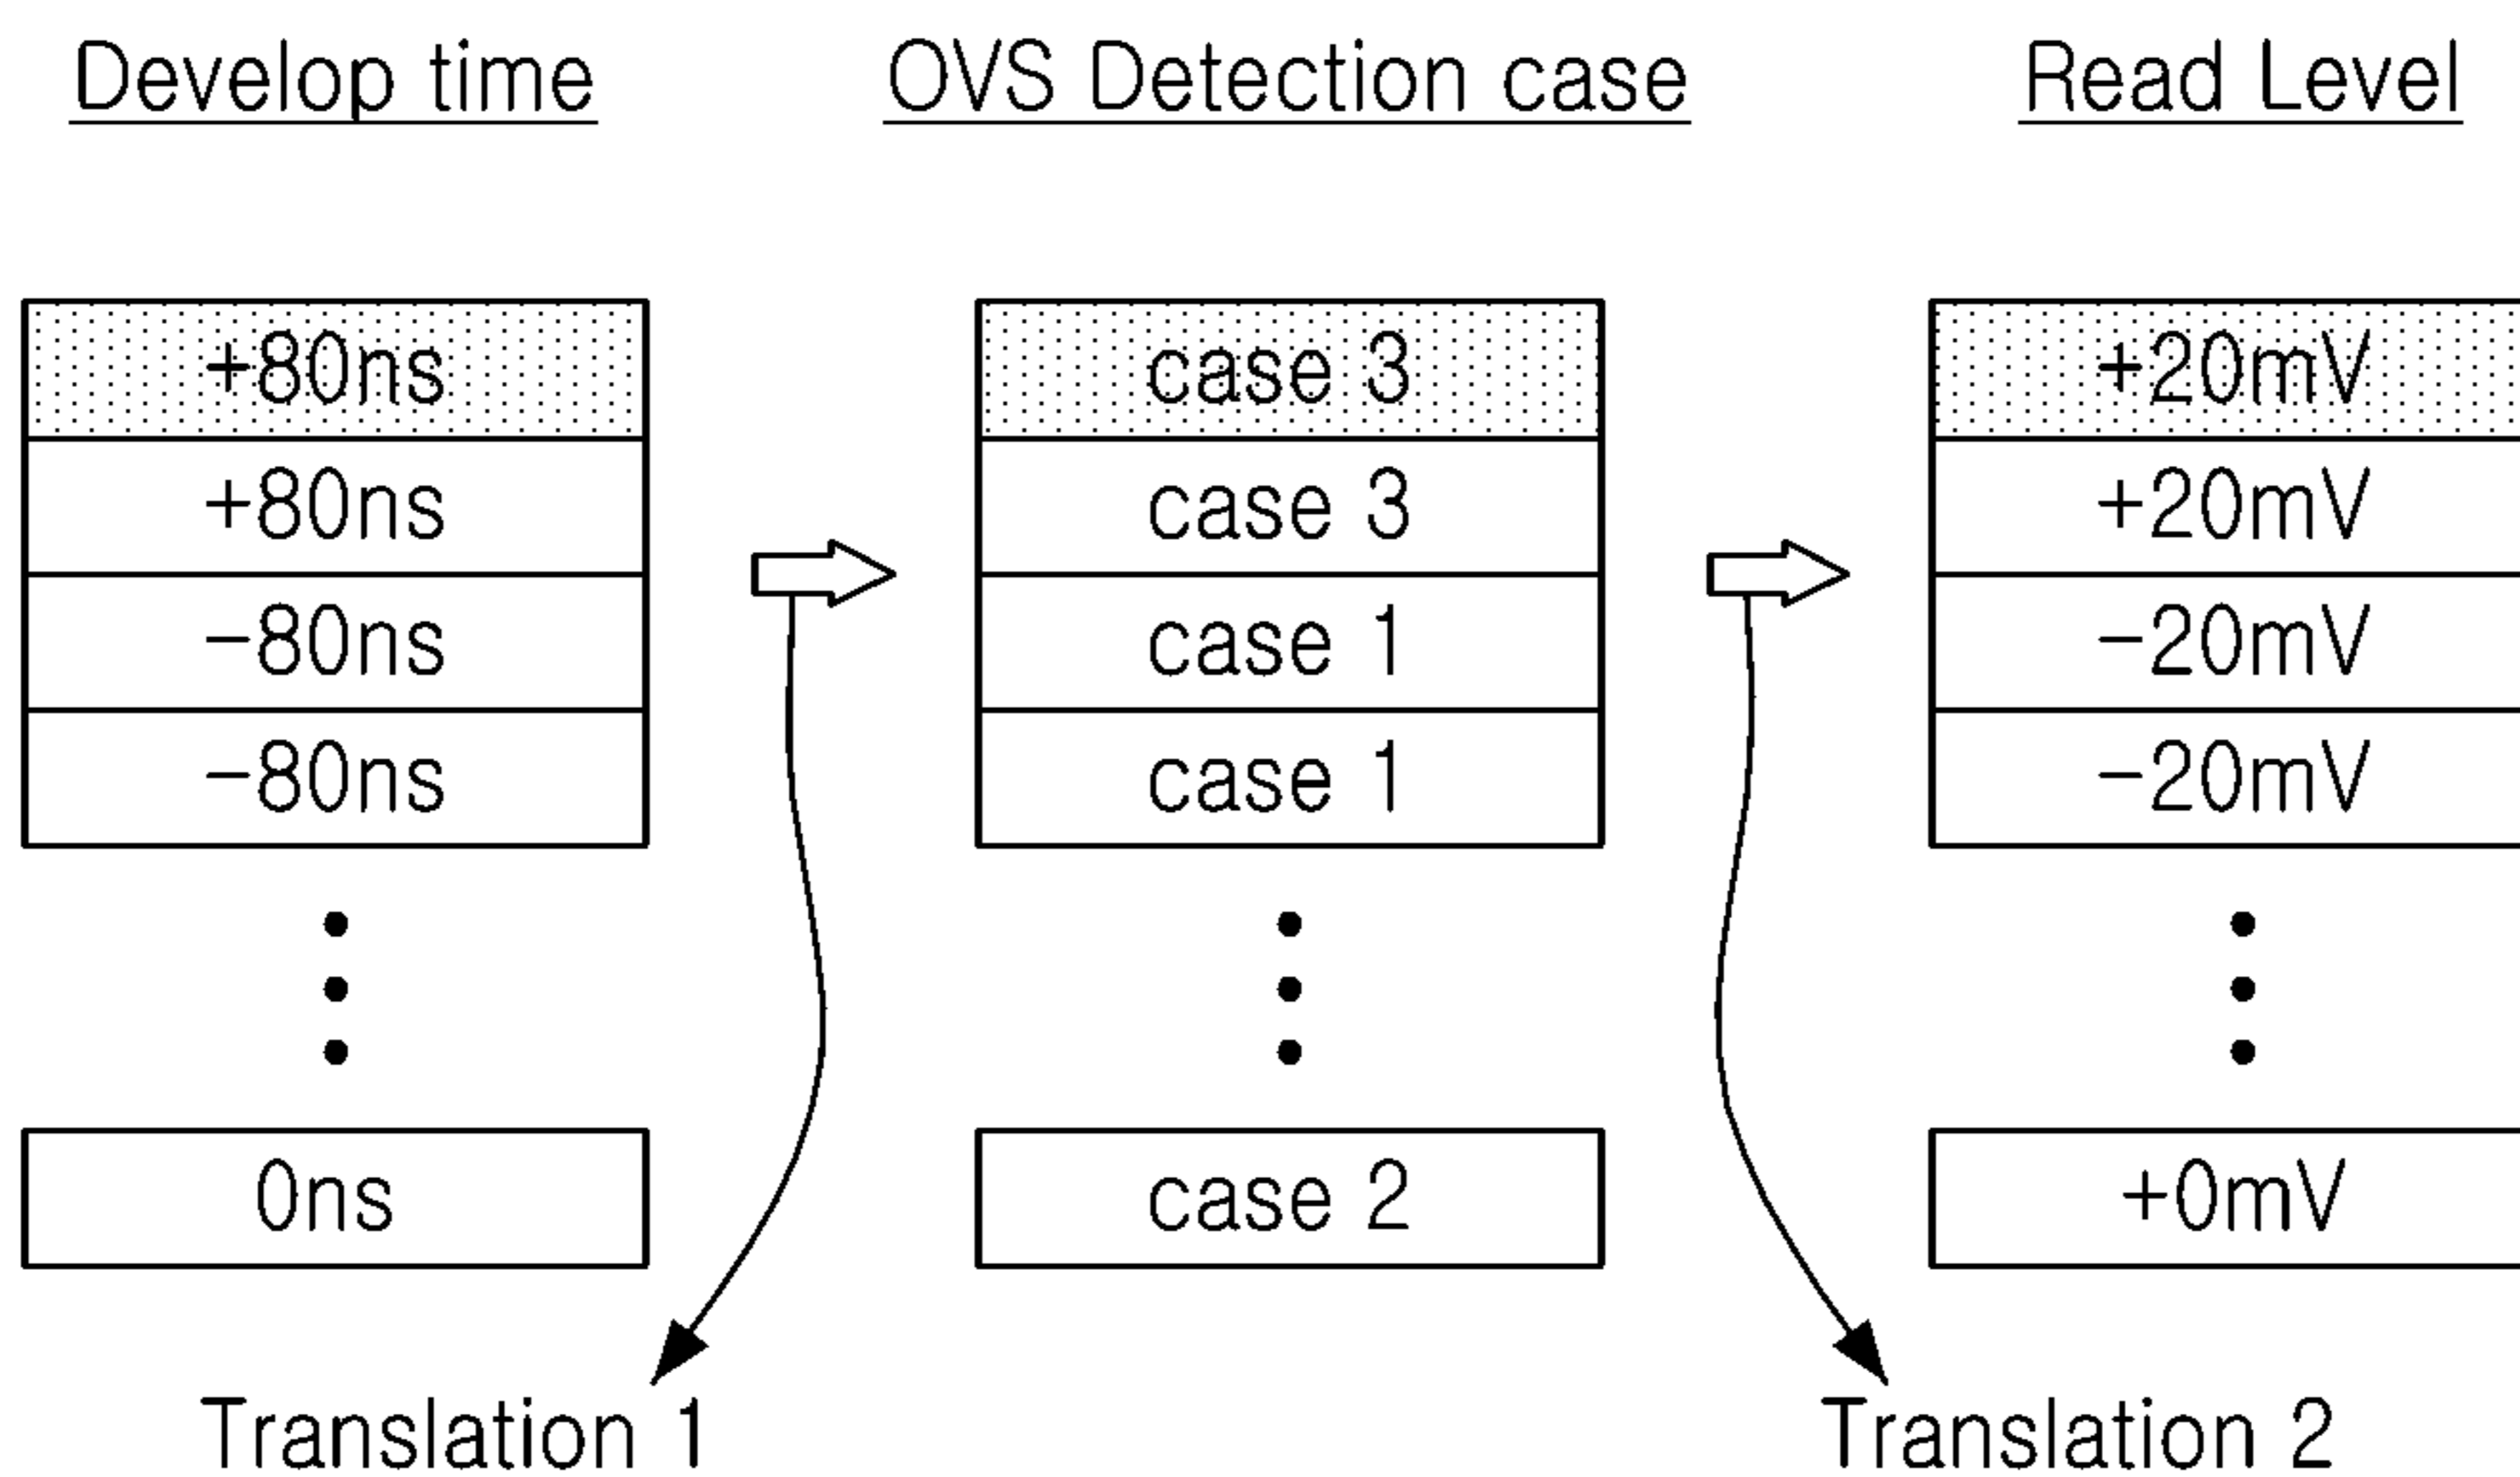 Develop time OVS Detection case Read Level
+80ns case 3 +20mV
+80ns case 3 +20mV
-80ns case 1 -20mV
-80ns case 1 -20mV
0ns case 2 +0mV
Translation 1 Translation 2